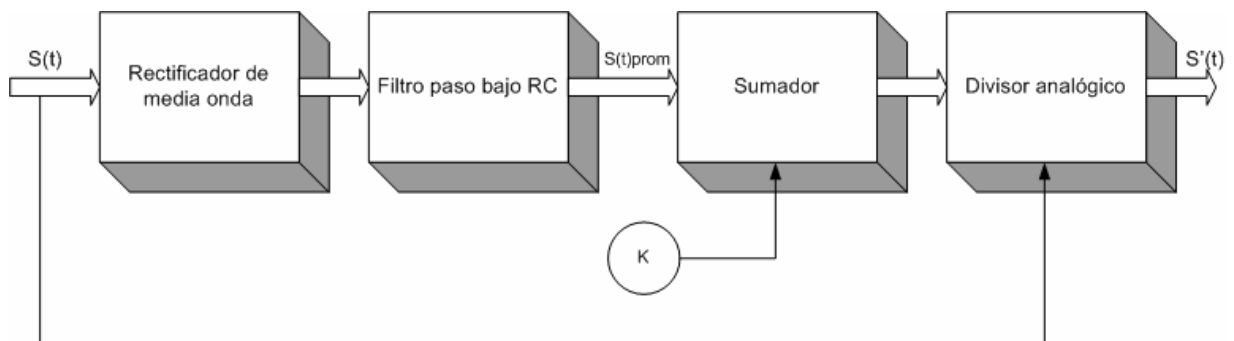 S(t)
Rectificador de
media onda
Filtro paso bajo RC
S(t)prom
Sumador
Divisor analógico
S'(t)
K